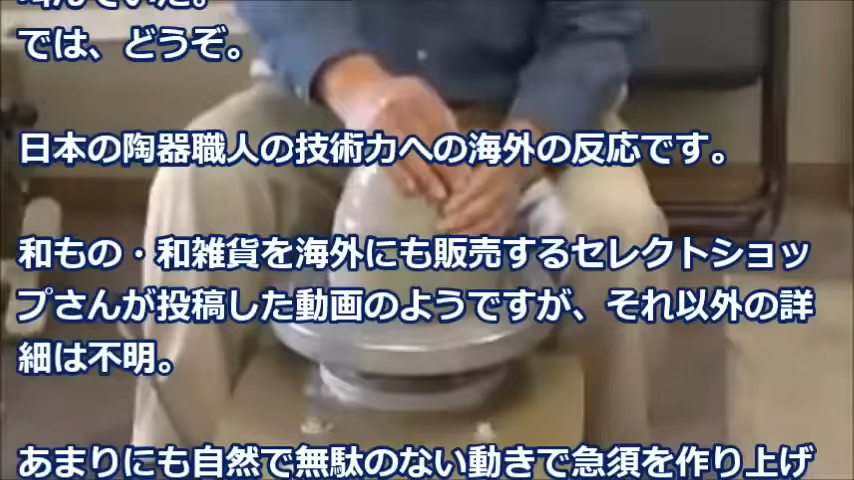 では、どうぞ。
日本の陶器職人の技術力への海外の反応です。
和もの・和雑貨を海外にも販売するセレクトショッ
プさんが投稿した動画のようですが、それ以外の詳
細は不明。
あまりにも自然で無駄のない動きで急須を作り上げ